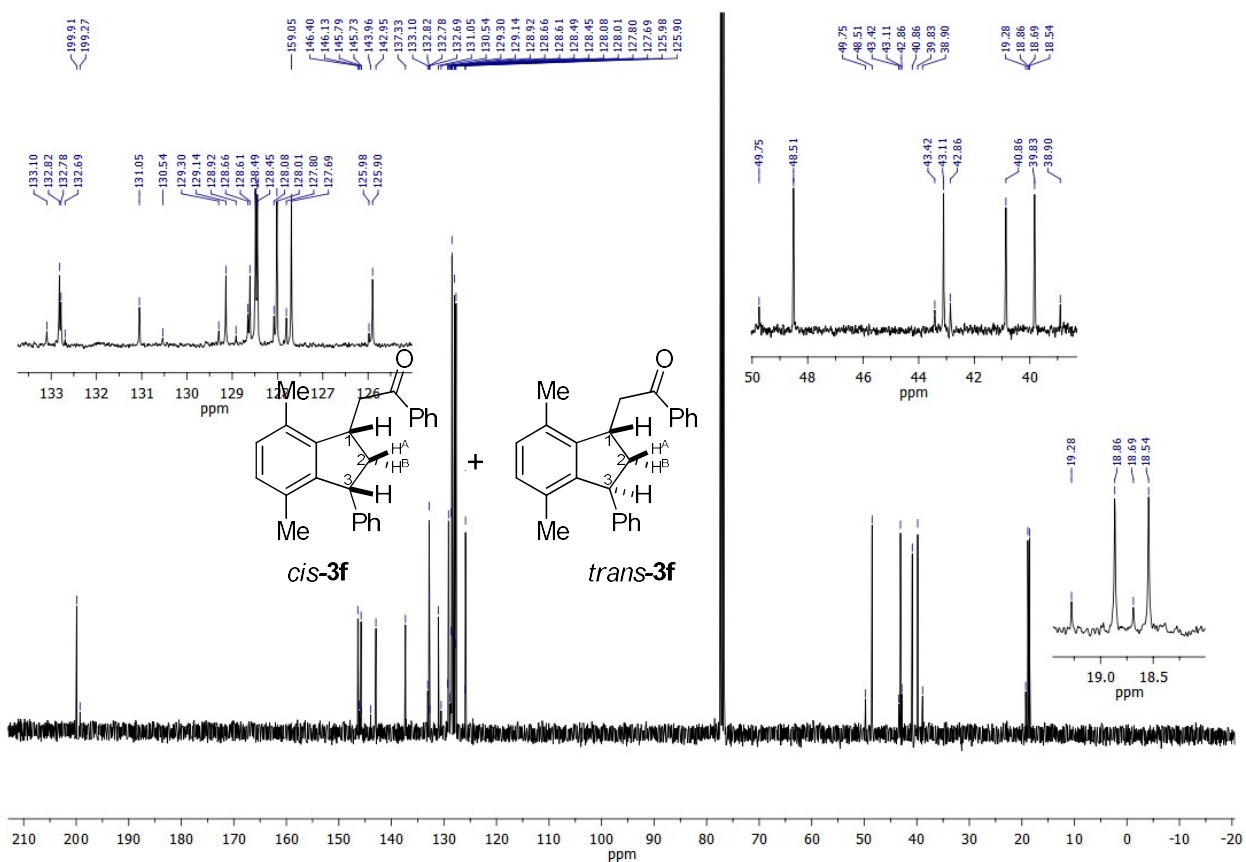 199.91
199.27
159.05
146.40
146.13
145.79
145.73
143.96
142.95
137.33
133.10
132.82
132.78
132.69
131.05
130.54
129.30
129.14
128.92
128.66
128.61
128.49
128.45
128.08
128.01
127.80
127.69
125.98
125.90
49.75
48.51
43.42
43.11
42.86
40.86
39.83
38.90
19.28
18.86
18.69
18.54
133.10
132.82
132.78
132.69
131.05
130.54
129.30
129.14
128.92
128.66
128.61
128.49
128.45
128.08
128.01
127.80
127.69
125.98
125.90
133 132 131 130 129 128 127 126
ppm
49.75
48.51
43.42
43.11
42.86
40.86
39.83
38.90
50 48 46 44 42 40
ppm
19.28
18.86
18.69
18.54
19.0 18.5
ppm
Me
O
Ph
H
1
2
H^A
H^B
3
H
Ph
Me
cis-3f
+
Me
O
Ph
H
1
2
H^A
H^B
3
H
Ph
Me
trans-3f
210 200 190 180 170 160 150 140 130 120 110 100 90 80 70 60 50 40 30 20 10 0 -10 -20
ppm